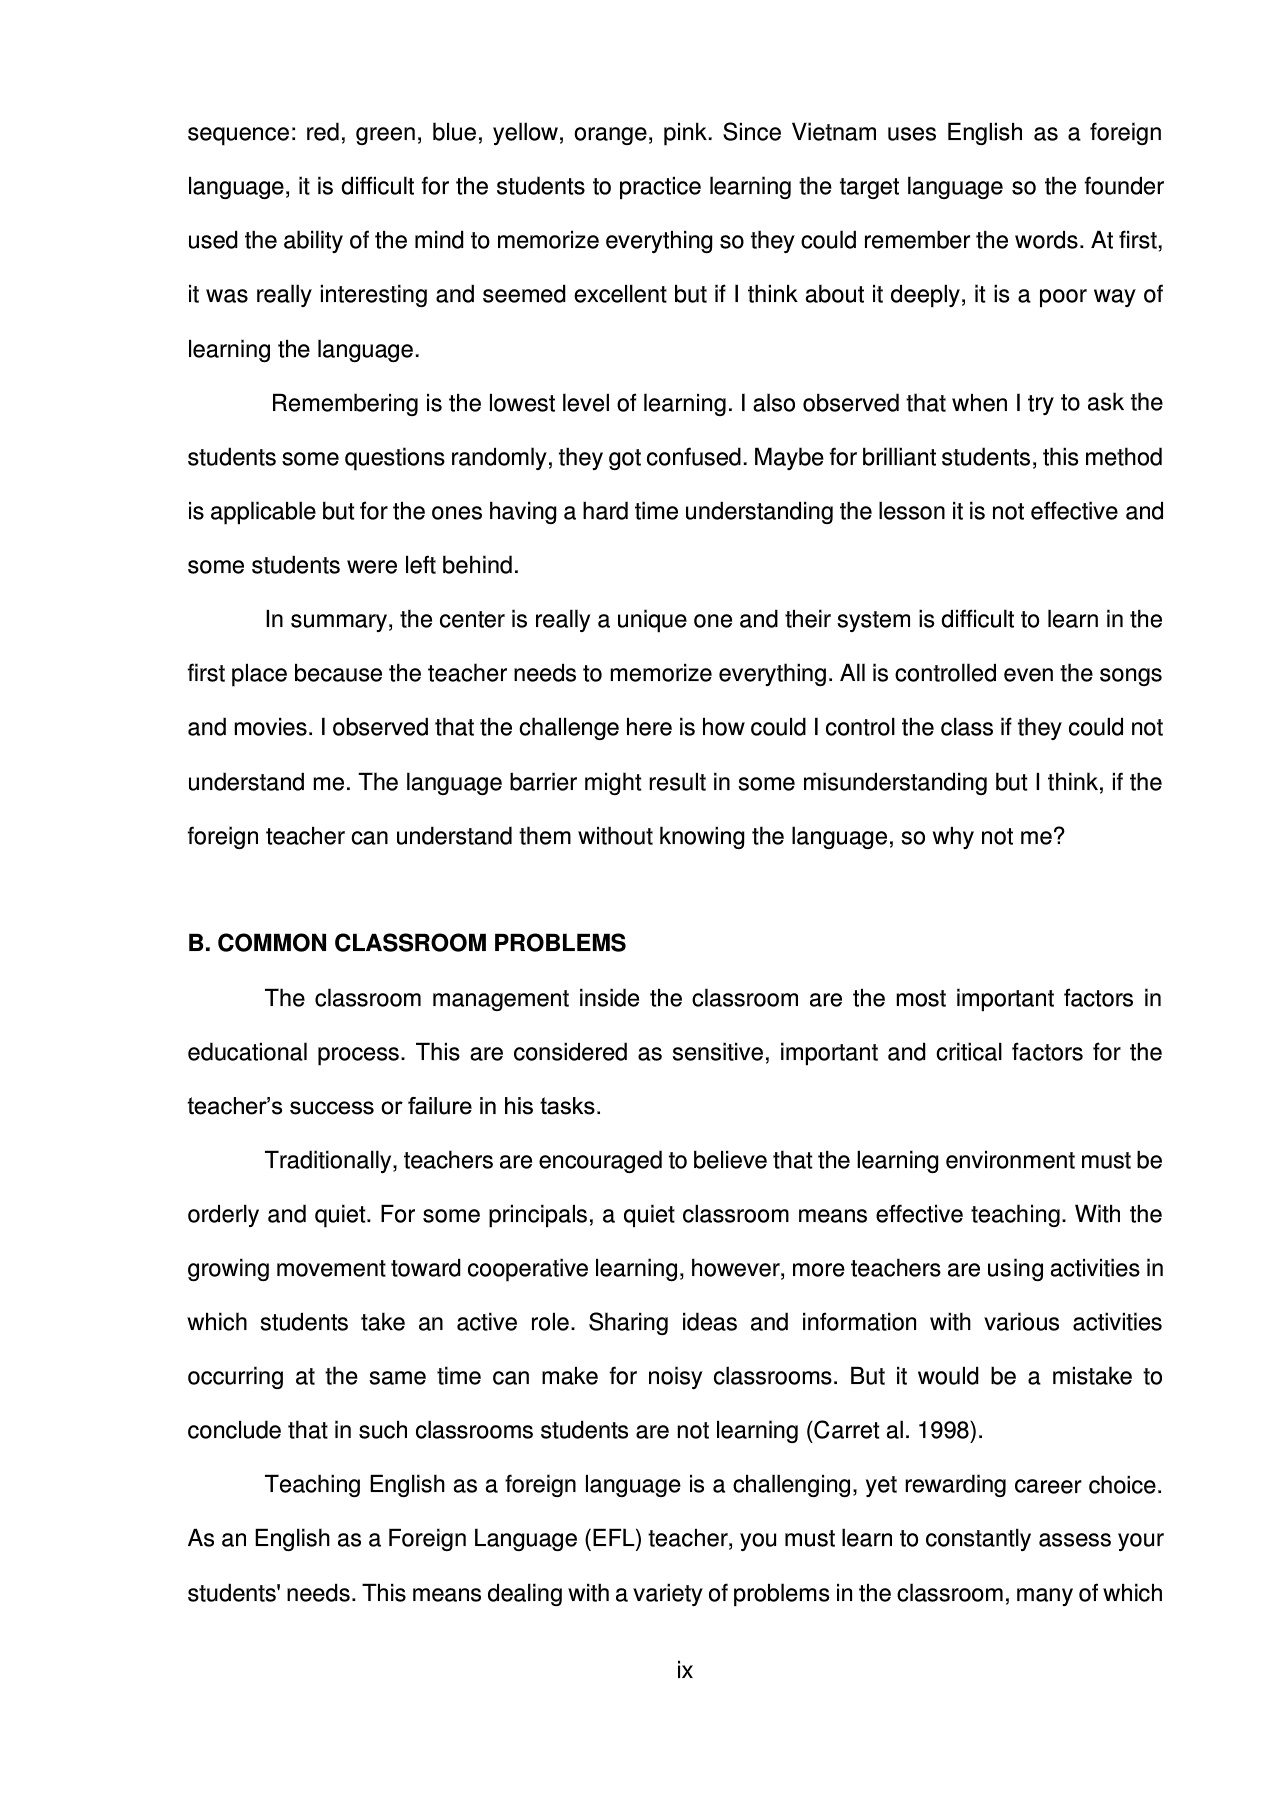 sequence: red, green, blue, yellow, orange, pink. Since Vietnam uses English as a foreign
language, it is difficult for the students to practice learning the target language so the founder
used the ability of the mind to memorize everything so they could remember the words. At first,
it was really interesting and seemed excellent but if I think about it deeply, it is a poor way of
learning the language.
Remembering is the lowest level of learning. I also observed that when I try to ask the
students some questions randomly, they got confused. Maybe for brilliant students, this method
is applicable but for the ones having a hard time understanding the lesson it is not effective and
some students were left behind.
In summary, the center is really a unique one and their system is difficult to learn in the
first place because the teacher needs to memorize everything. All is controlled even the songs
and movies. I observed that the challenge here is how could I control the class if they could not
understand me. The language barrier might result in some misunderstanding but I think, if the
foreign teacher can understand them without knowing the language, so why not me?
B. COMMON CLASSROOM PROBLEMS
The classroom management inside the classroom are the most important factors in
educational process. This are considered as sensitive, important and critical factors for the
teacher’s success or failure in his tasks.
Traditionally, teachers are encouraged to believe that the learning environment must be
orderly and quiet. For some principals, a quiet classroom means effective teaching. With the
growing movement toward cooperative learning, however, more teachers are using activities in
which students take an active role. Sharing ideas and information with various activities
occurring at the same time can make for noisy classrooms. But it would be a mistake to
conclude that in such classrooms students are not learning (Carret al. 1998).
Teaching English as a foreign language is a challenging, yet rewarding career choice.
As an English as a Foreign Language (EFL) teacher, you must learn to constantly assess your
students' needs. This means dealing with a variety of problems in the classroom, many of which
ix